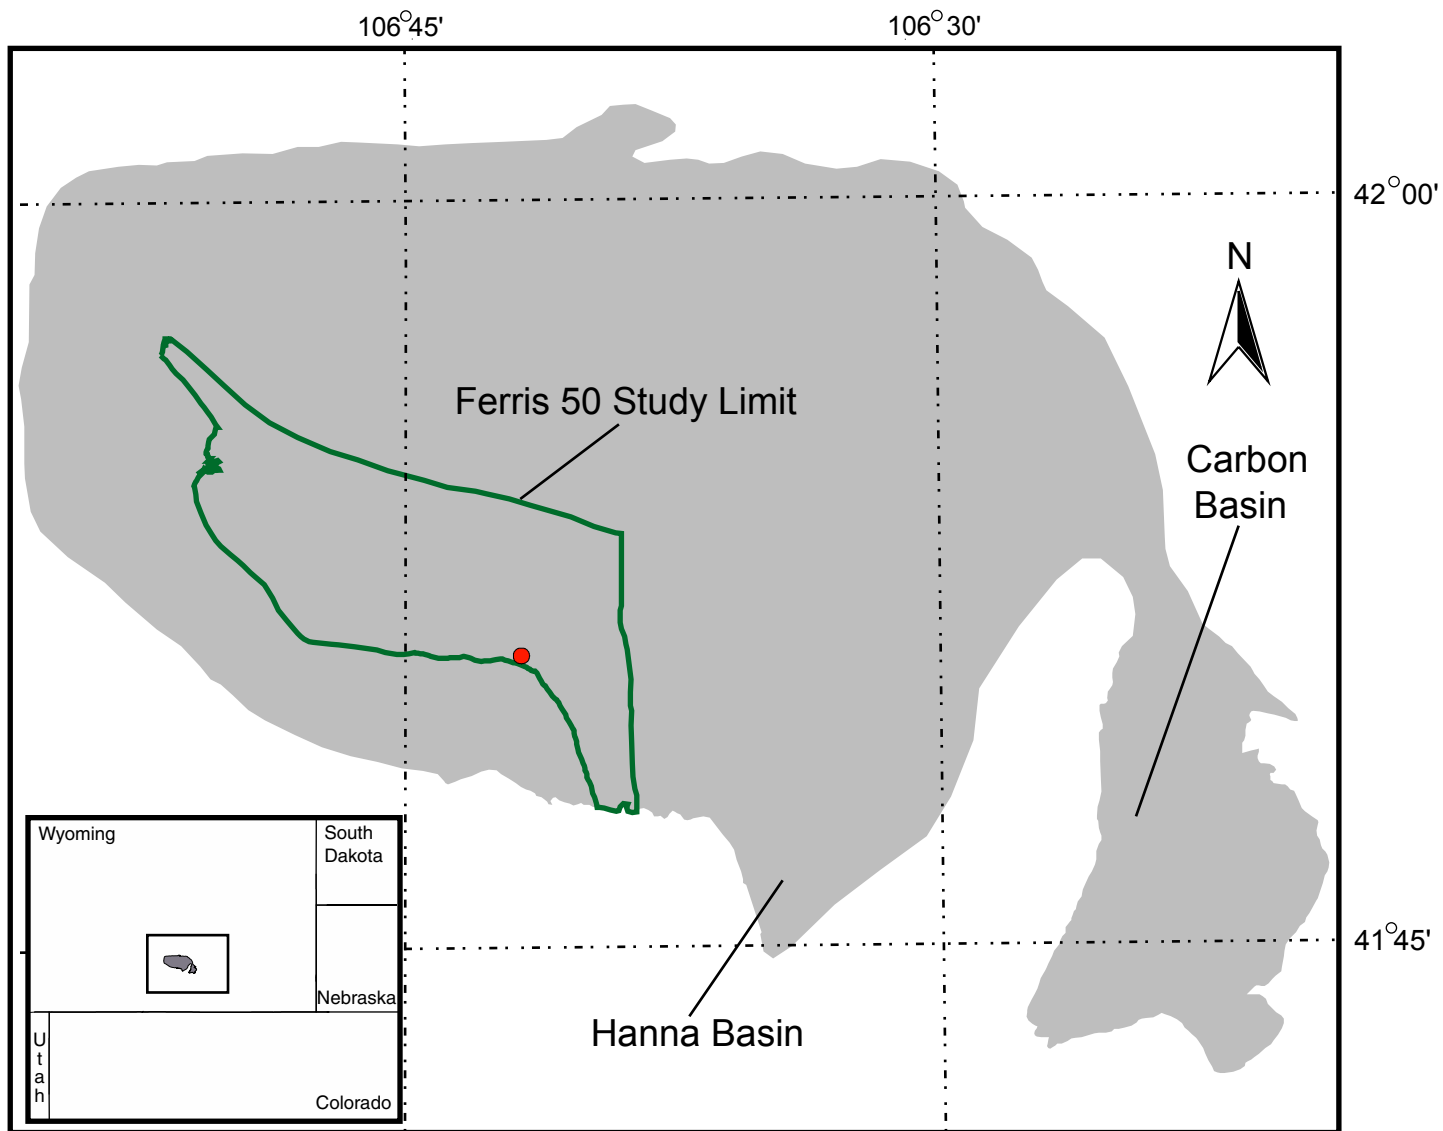 106°45'
106°30'
42°00'
N
Ferris 50 Study Limit
Carbon
Basin
Wyoming
South
Dakota
41°45'
Nebraska
Hanna Basin
Utah
Colorado